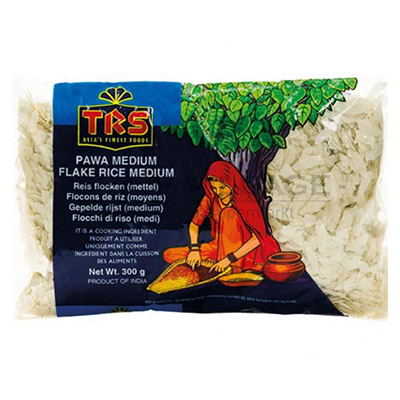 TRS
ASIA'S FINEST FOODS
PAWA MEDIUM
FLAKE RICE MEDIUM
Reis flocken (mettel)
Flocons de riz (moyens)
Gepelde rijst (medium)
Flocchi di riso (medi)
IT IS A COOKING INGREDIENT
PRODUIT A UTILISER
UNIQUEMENT COMME
INGREDIENT DANS LA CUISSON
DES ALIMENTS
Net Wt. 300 g
PRODUCT OF INDIA